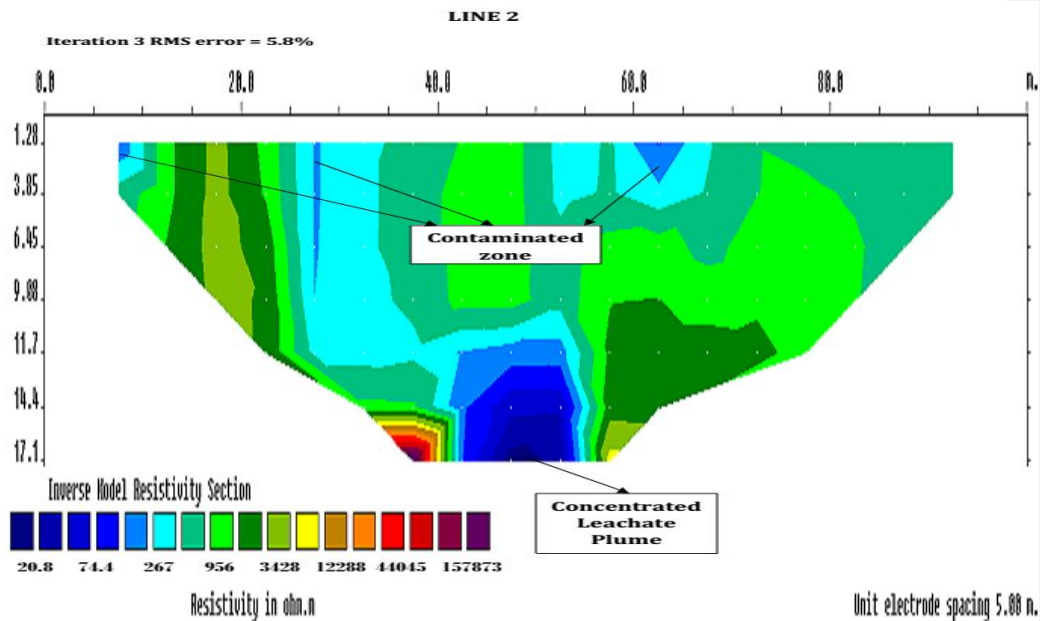 LINE 2
Iteration 3 RMS error = 5.8%
0.0 20.0 40.0 60.0 80.0 m.
1.28
3.85
6.45
9.08
11.7
14.4
17.1
Contaminated
zone
Concentrated
Leachate
Plume
Inverse Model Resistivity Section
20.8 74.4 267 956 3428 12288 44045 157873
Resistivity in ohm.m
Unit electrode spacing 5.00 m.